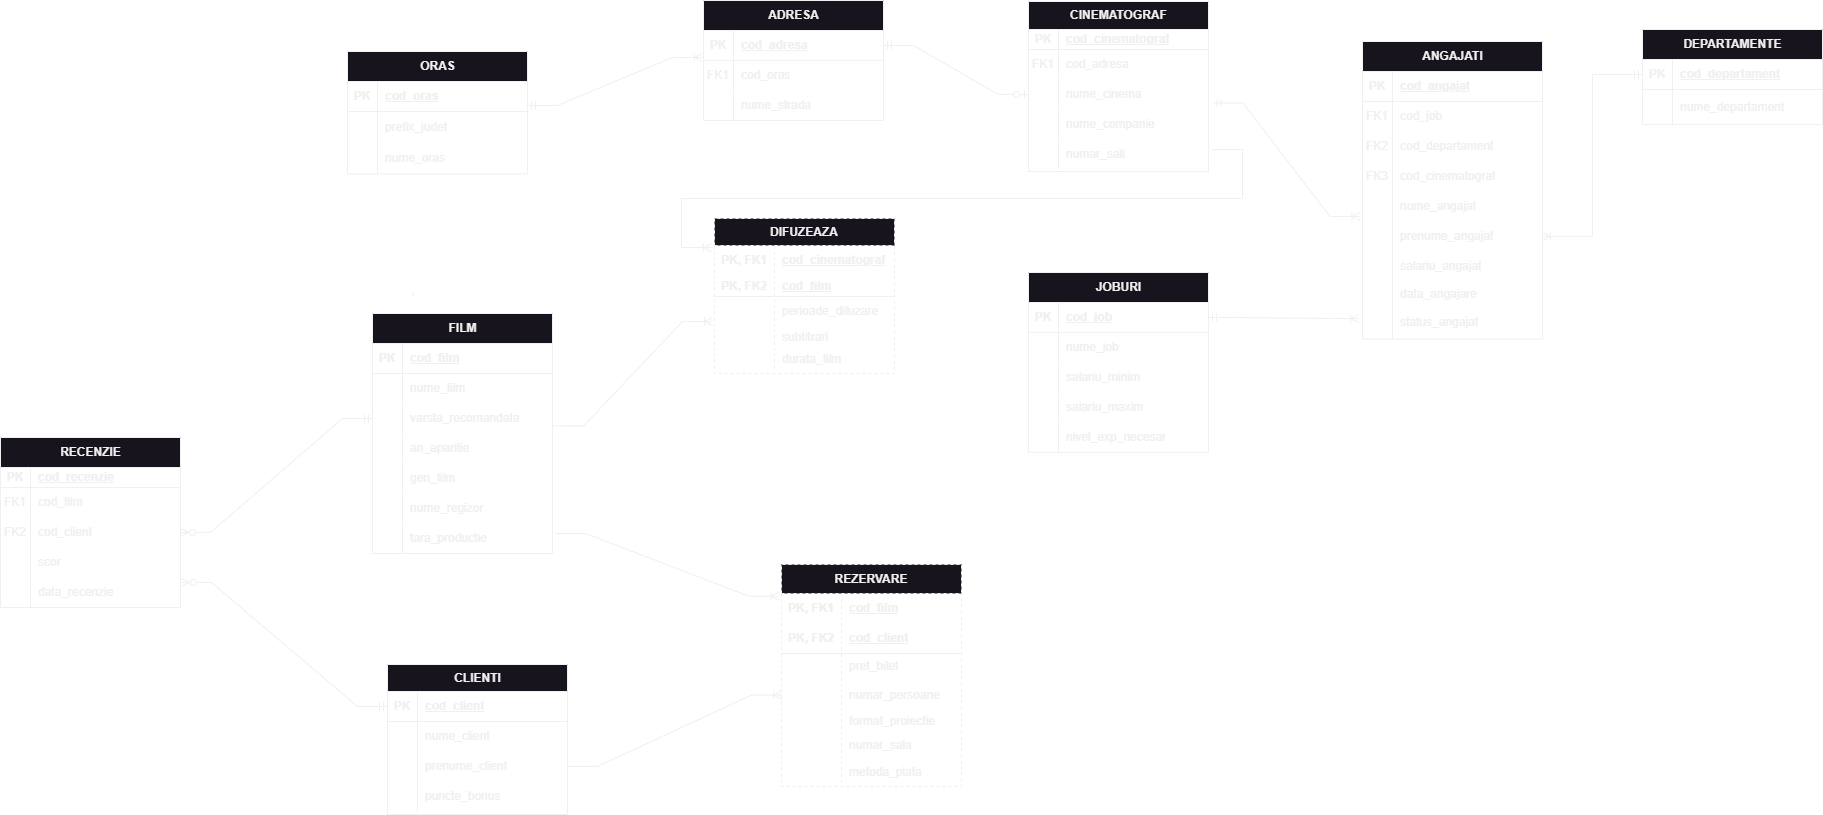 ORAS
PK cod_oras
prefix_judet
nume_oras
ADRESA
PK cod_adresa
FK1 cod_oras
nume_strada
CINEMATOGRAF
PK cod_cinematograf
FK1 cod_adresa
nume_cinema
nume_companie
numar_sali
ANGAJATI
PK cod_angajat
FK1 cod_job
FK2 cod_departament
FK3 cod_cinematograf
nume_angajat
prenume_angajat
salariu_angajat
data_angajare
status_angajat
DEPARTAMENTE
PK cod_departament
nume_departament
DIFUZEAZA
PK, FK1 cod_cinematograf
PK, FK2 cod_film
perioade_difuzare
subtitrari
durata_film
JOBURI
PK cod_job
nume_job
salariu_minim
salariu_maxim
nivel_exp_necesar
FILM
PK cod_film
nume_film
varsta_recomandata
an_aparitie
gen_film
nume_regizor
tara_productie
RECENZIE
PK cod_recenzie
FK1 cod_film
FK2 cod_client
scor
data_recenzie
REZERVARE
PK, FK1 cod_film
PK, FK2 cod_client
pret_bilet
numar_persoane
format_proiectie
numar_sala
metoda_plata
CLIENTI
PK cod_client
nume_client
prenume_client
puncte_bonus